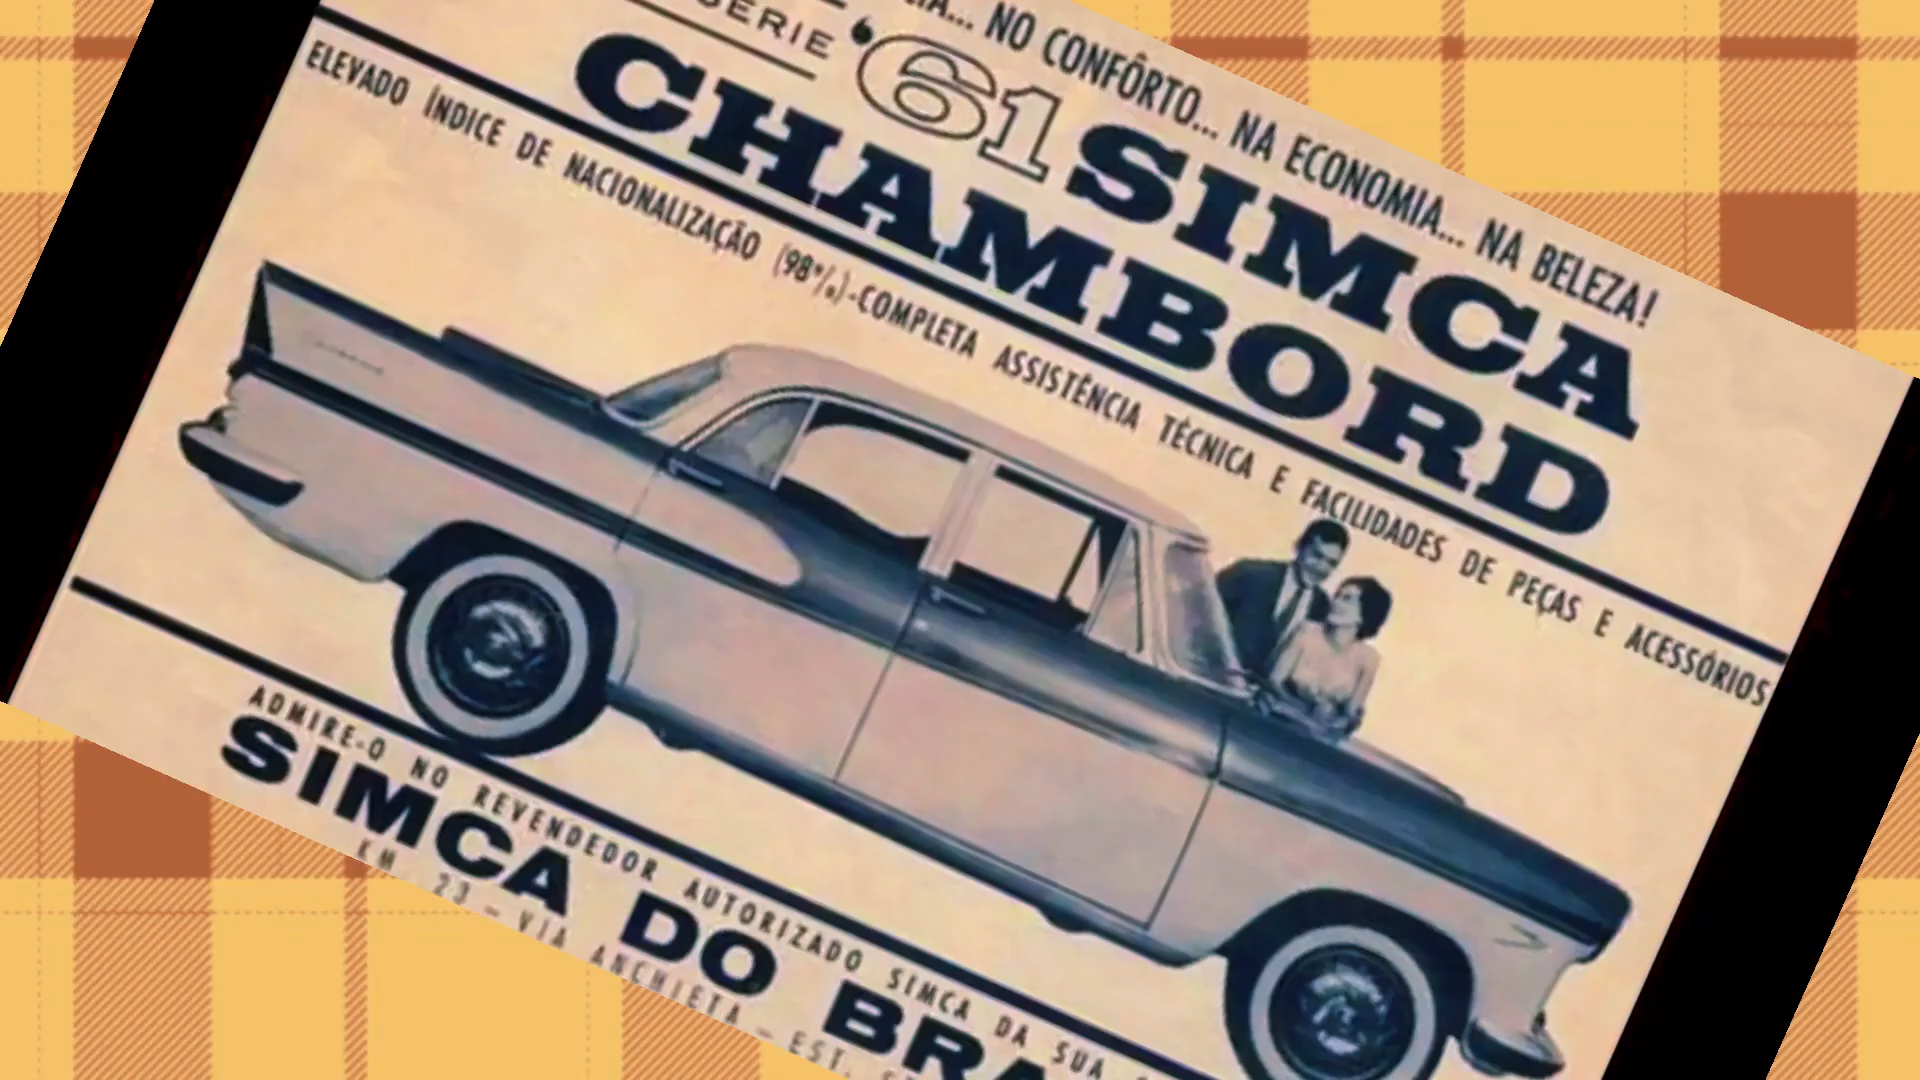 ... NO CONFÔRTO... NA ECONOMIA... NA BELEZA!
SÉRIE '61 SIMCA
CHAMBORD
ELEVADO ÍNDICE DE NACIONALIZAÇÃO (98%)-COMPLETA ASSISTÊNCIA TÉCNICA E FACILIDADES DE PEÇAS E ACESSÓRIOS
ADMIRE-O NO REVENDEDOR AUTORIZADO SIMCA DA SUA
SIMCA DO BRA
KM 23 - VIA ANCHIETA - EST.